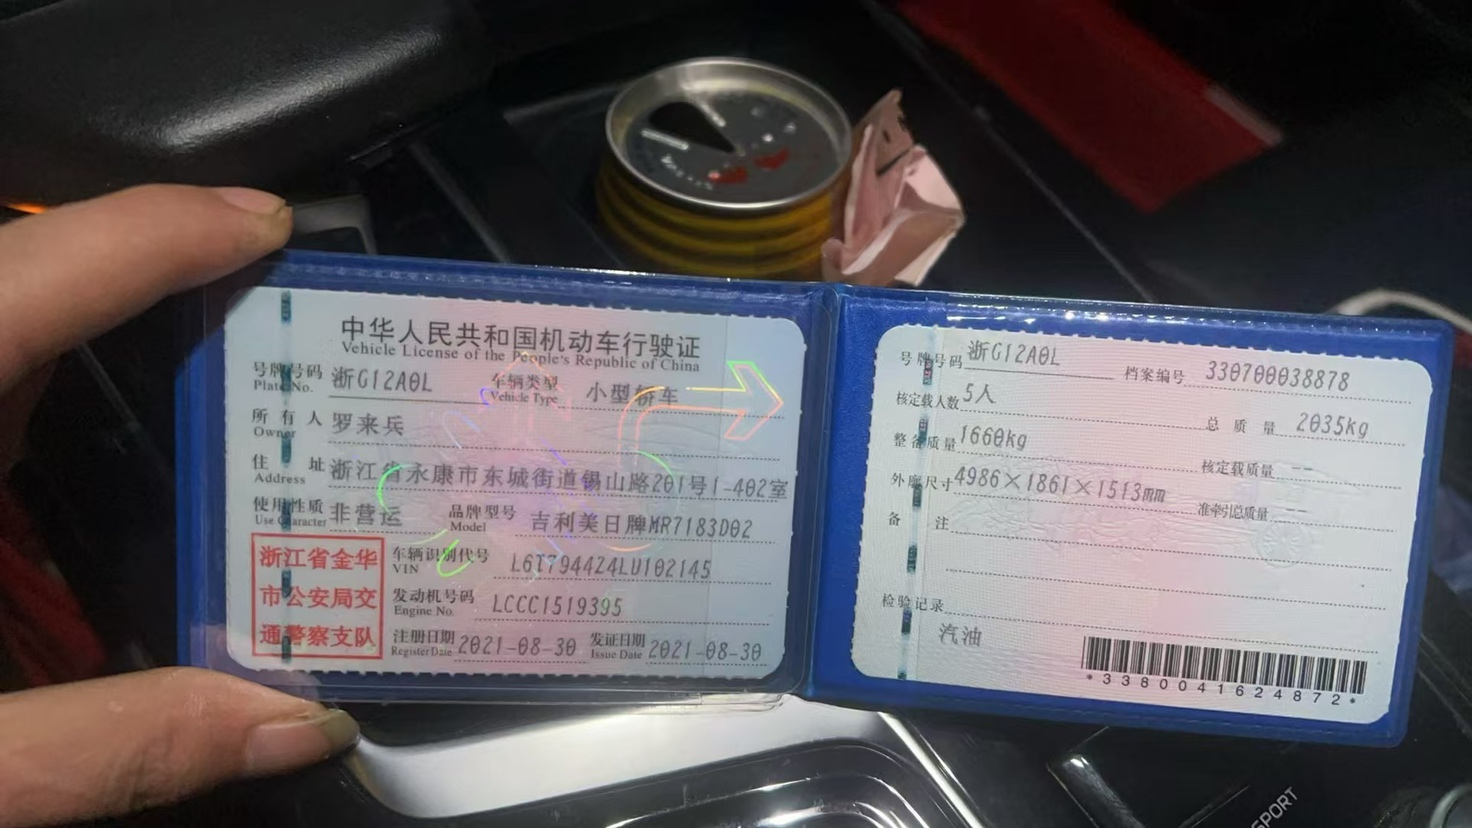 中华人民共和国机动车行驶证
Vehicle License of the People's Republic of China
号牌号码 浙G12A0L 车辆类型 小型轿车
Plate No. Vehicle Type
所有人 罗来兵
Owner
住址 浙江省永康市东城街道锡山路201号1-402室
Address
使用性质 非营运 品牌型号 吉利美日牌MR7183D02
Use Character Model
浙江省金华
市公安局交
通警察支队
车辆识别代号 L6T7944Z4LU102145
VIN
发动机号码 LCCC1519395
Engine No.
注册日期 2021-08-30 发证日期 2021-08-30
Register Date Issue Date
号牌号码 浙G12A0L 档案编号 330700038878
核定载人数 5人 总质量 2035kg
整备质量 1660kg 核定载质量 --
外廓尺寸 4986×1861×1513mm 准牵引总质量 --
备注
检验记录
汽油
*3380041624872*
SPORT